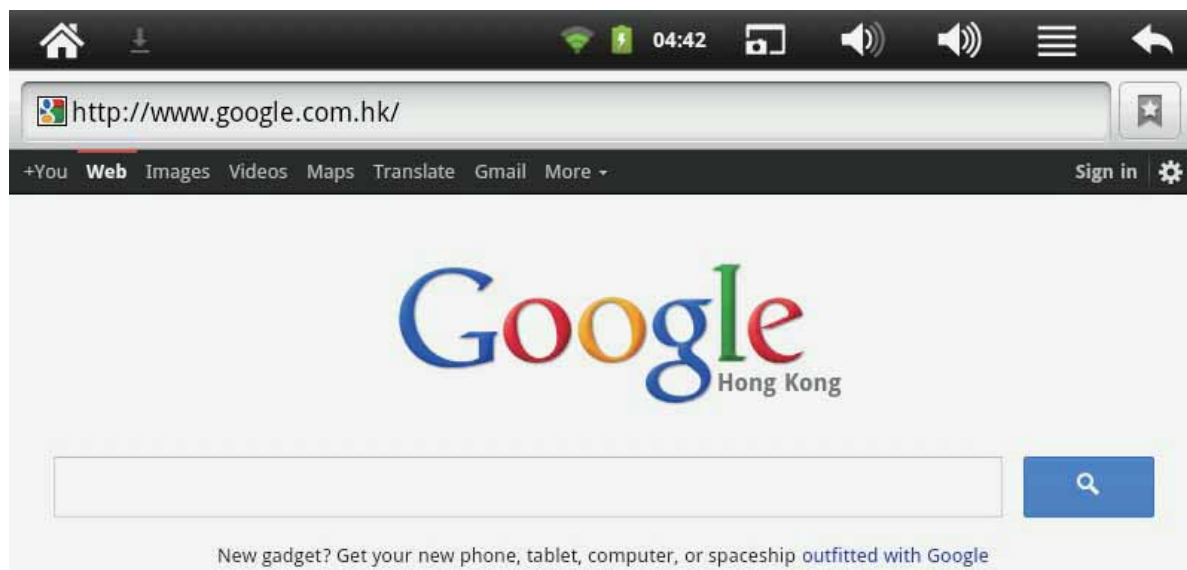 04:42
http://www.google.com.hk/
+You Web Images Videos Maps Translate Gmail More Sign in
Google
Hong Kong
New gadget? Get your new phone, tablet, computer, or spaceship outfitted with Google